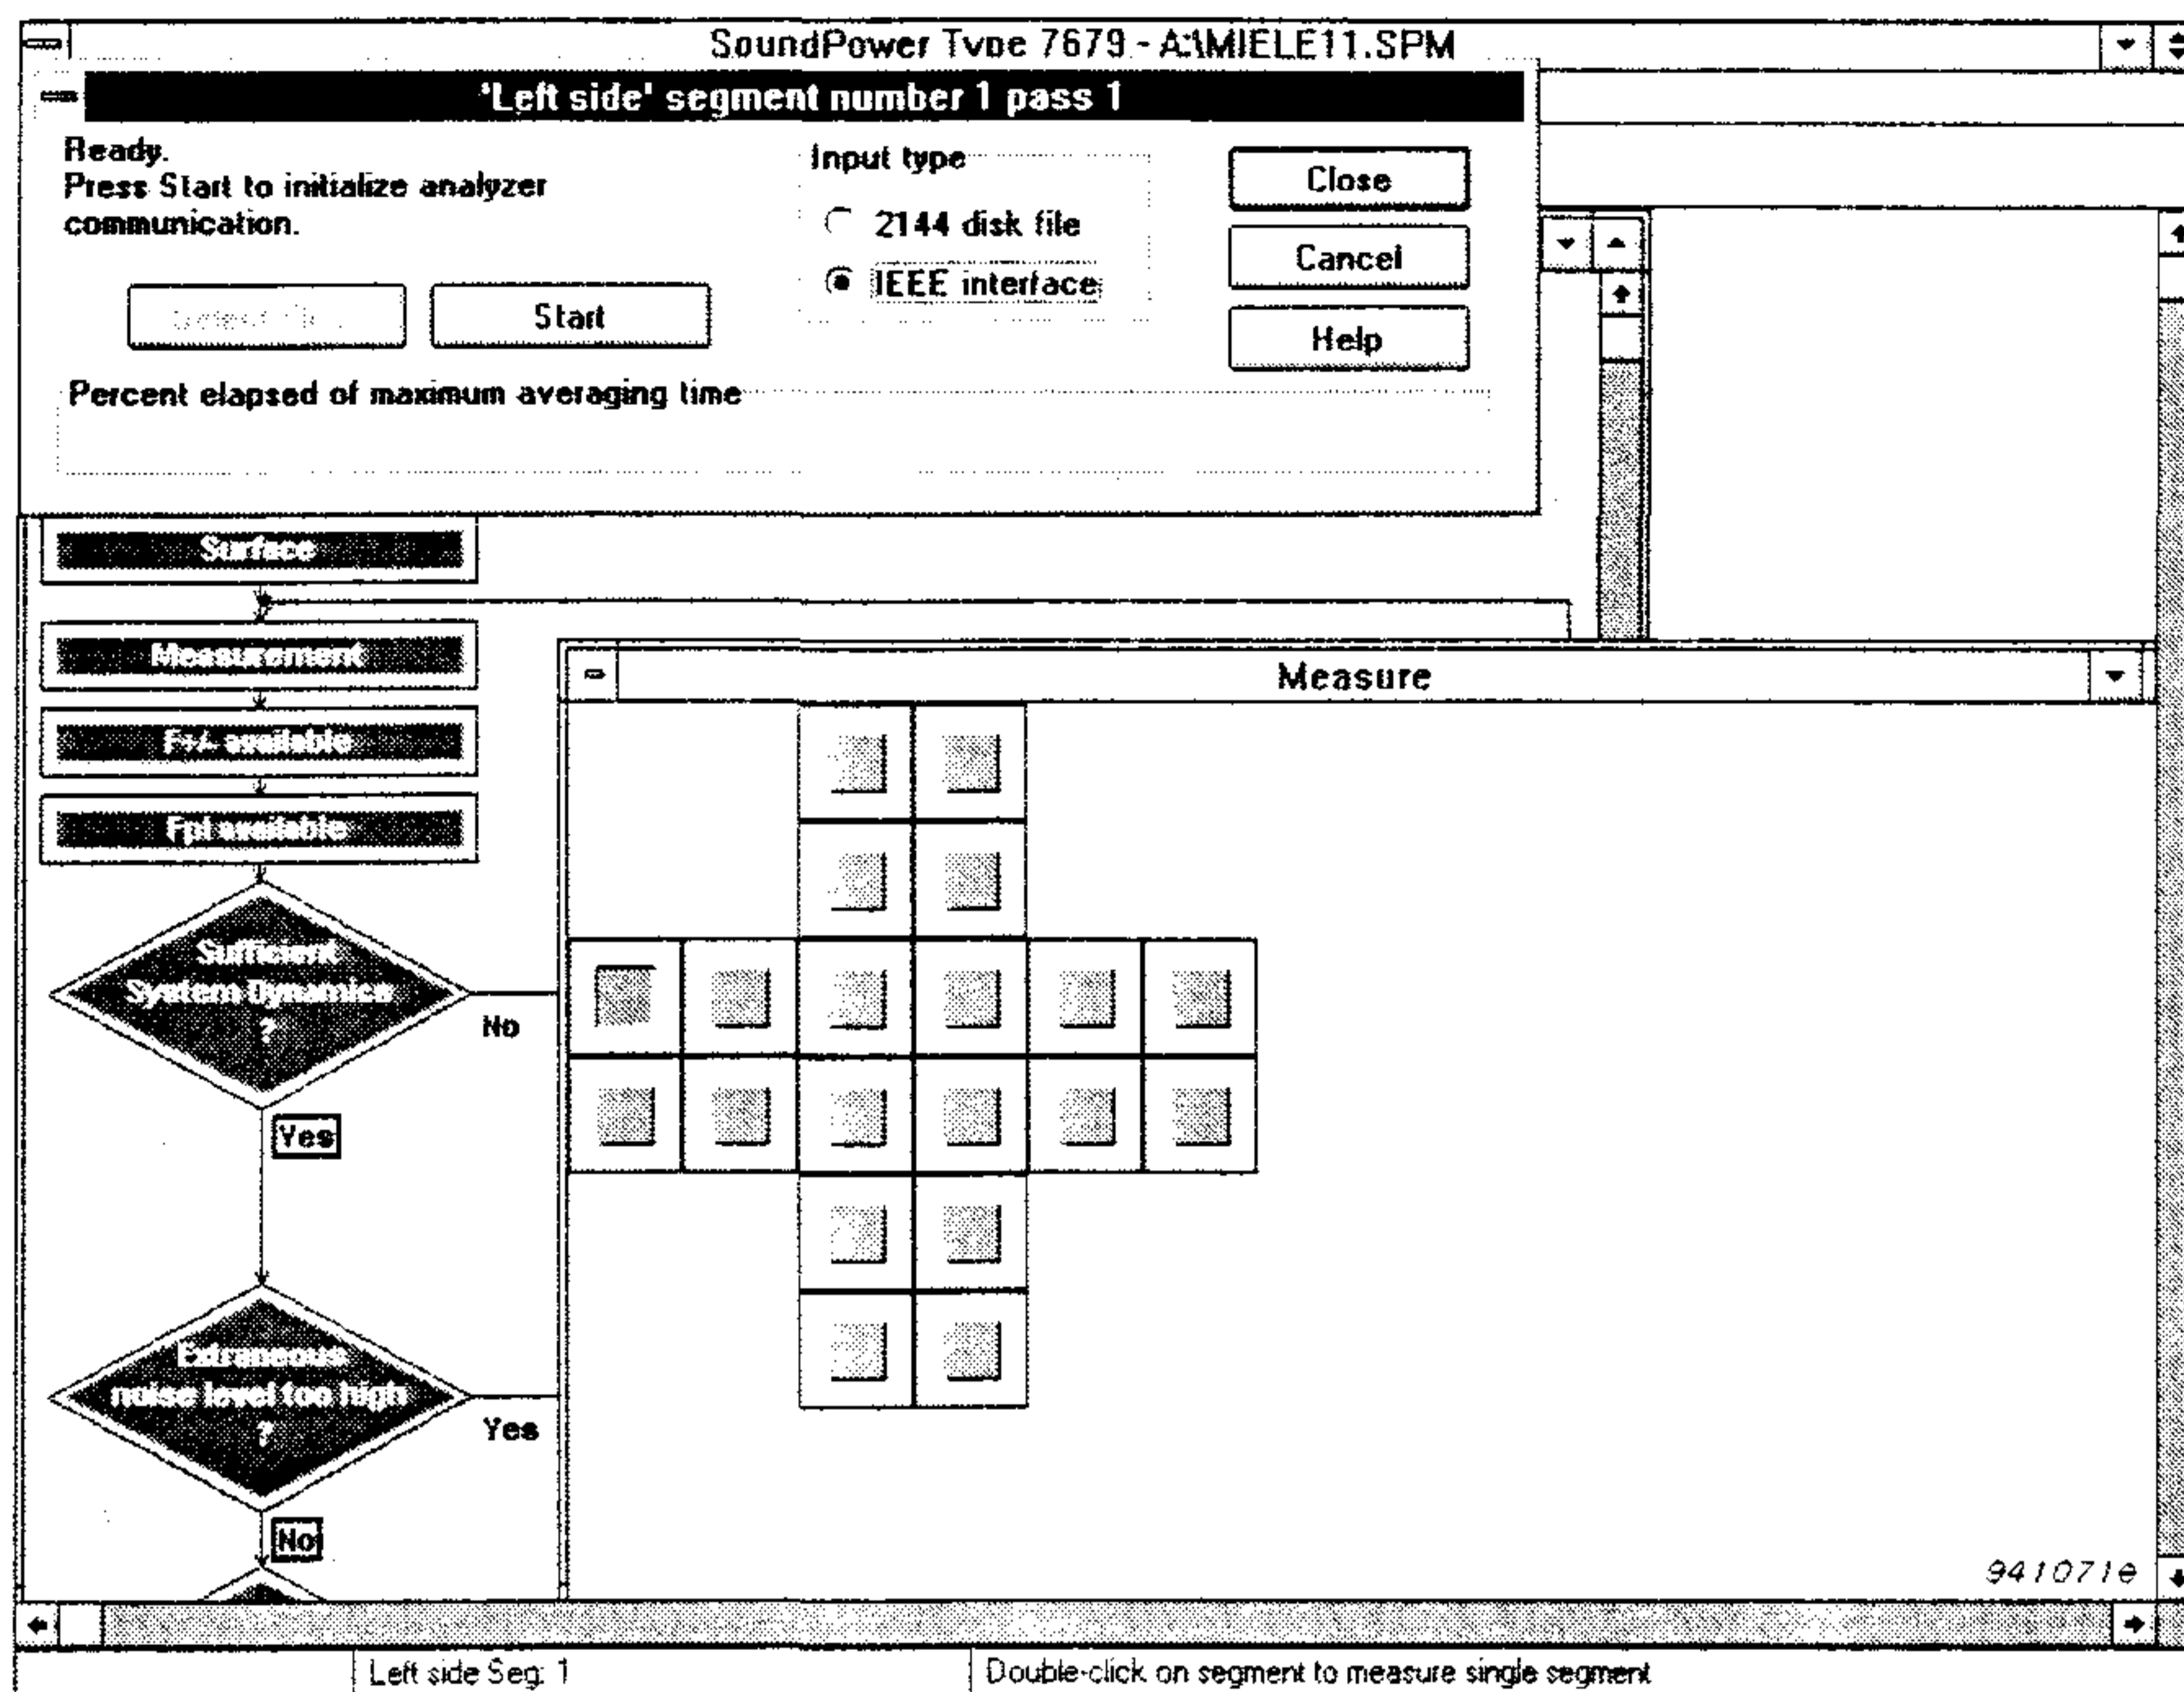 SoundPower Type 7679 - A:\MIELE11.SPM
'Left side' segment number 1 pass 1
Ready.
Press Start to initialize analyzer
communication.
Input type
2144 disk file
IEEE interface
Close
Cancel
Help
Start
Percent elapsed of maximum averaging time
Surface
Measurement
F+/- available
FpI available
Sufficient
System Dynamics
?
No
Yes
Extraneous
noise level too high
?
Yes
No
Measure
941071e
Left side Seg: 1
Double-click on segment to measure single segment